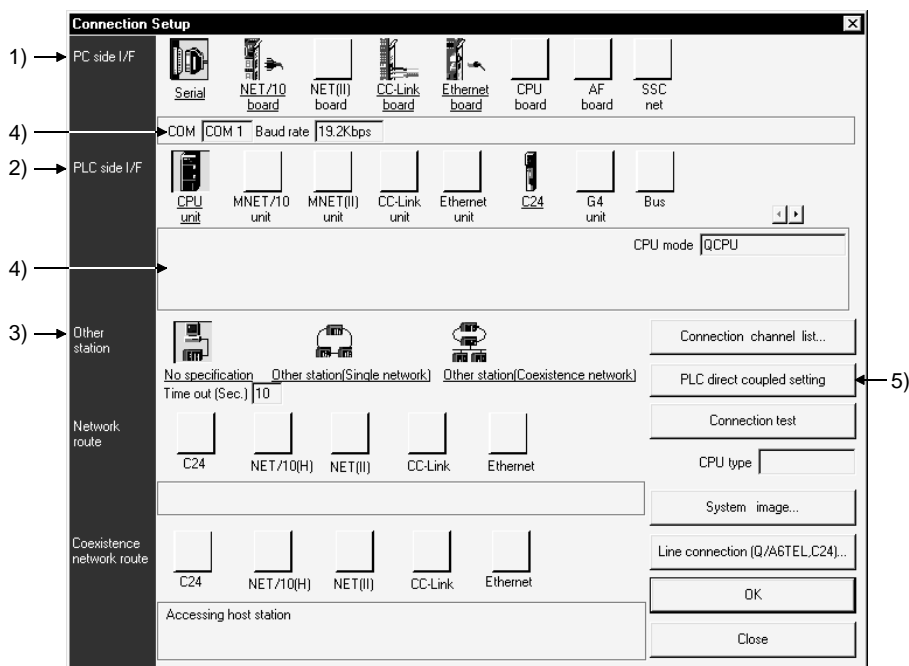 Connection Setup
1)
PC side I/F
Serial
NET/10 board
NET(II) board
CC-Link board
Ethernet board
CPU board
AF board
SSC net
4)
COM COM 1 Baud rate 19.2Kbps
2)
PLC side I/F
CPU unit
MNET/10 unit
MNET(II) unit
CC-Link unit
Ethernet unit
C24
G4 unit
Bus
4)
CPU mode QCPU
3)
Other station
No specification
Other station(Single network)
Other station(Coexistence network)
Time out (Sec.) 10
Connection channel list...
PLC direct coupled setting
5)
Connection test
Network route
C24
NET/10(H)
NET(II)
CC-Link
Ethernet
CPU type
System image...
Coexistence network route
C24
NET/10(H)
NET(II)
CC-Link
Ethernet
Line connection (Q/A6TEL,C24)...
OK
Accessing host station
Close